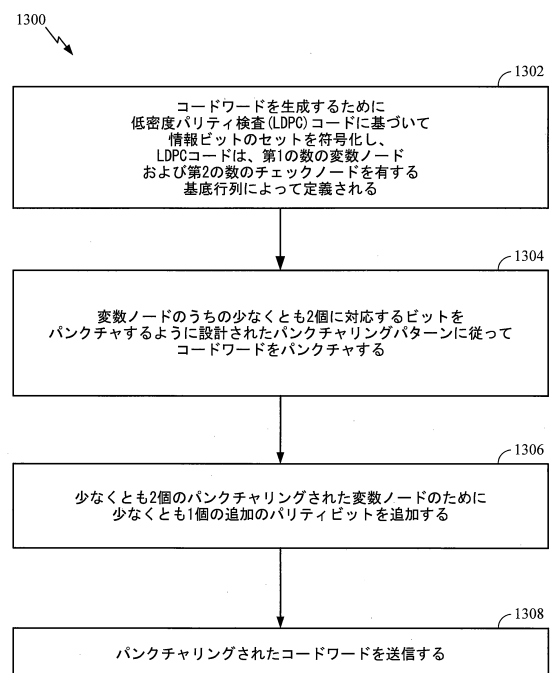 1300
1302
コードワードを生成するために
低密度パリティ検査(LDPC)コードに基づいて
情報ビットのセットを符号化し、
LDPCコードは、第1の数の変数ノード
および第2の数のチェックノードを有する
基底行列によって定義される
1304
変数ノードのうちの少なくとも2個に対応するビットを
パンクチャするように設計されたパンクチャリングパターンに従って
コードワードをパンクチャする
1306
少なくとも2個のパンクチャリングされた変数ノードのために
少なくとも1個の追加のパリティビットを追加する
1308
パンクチャリングされたコードワードを送信する